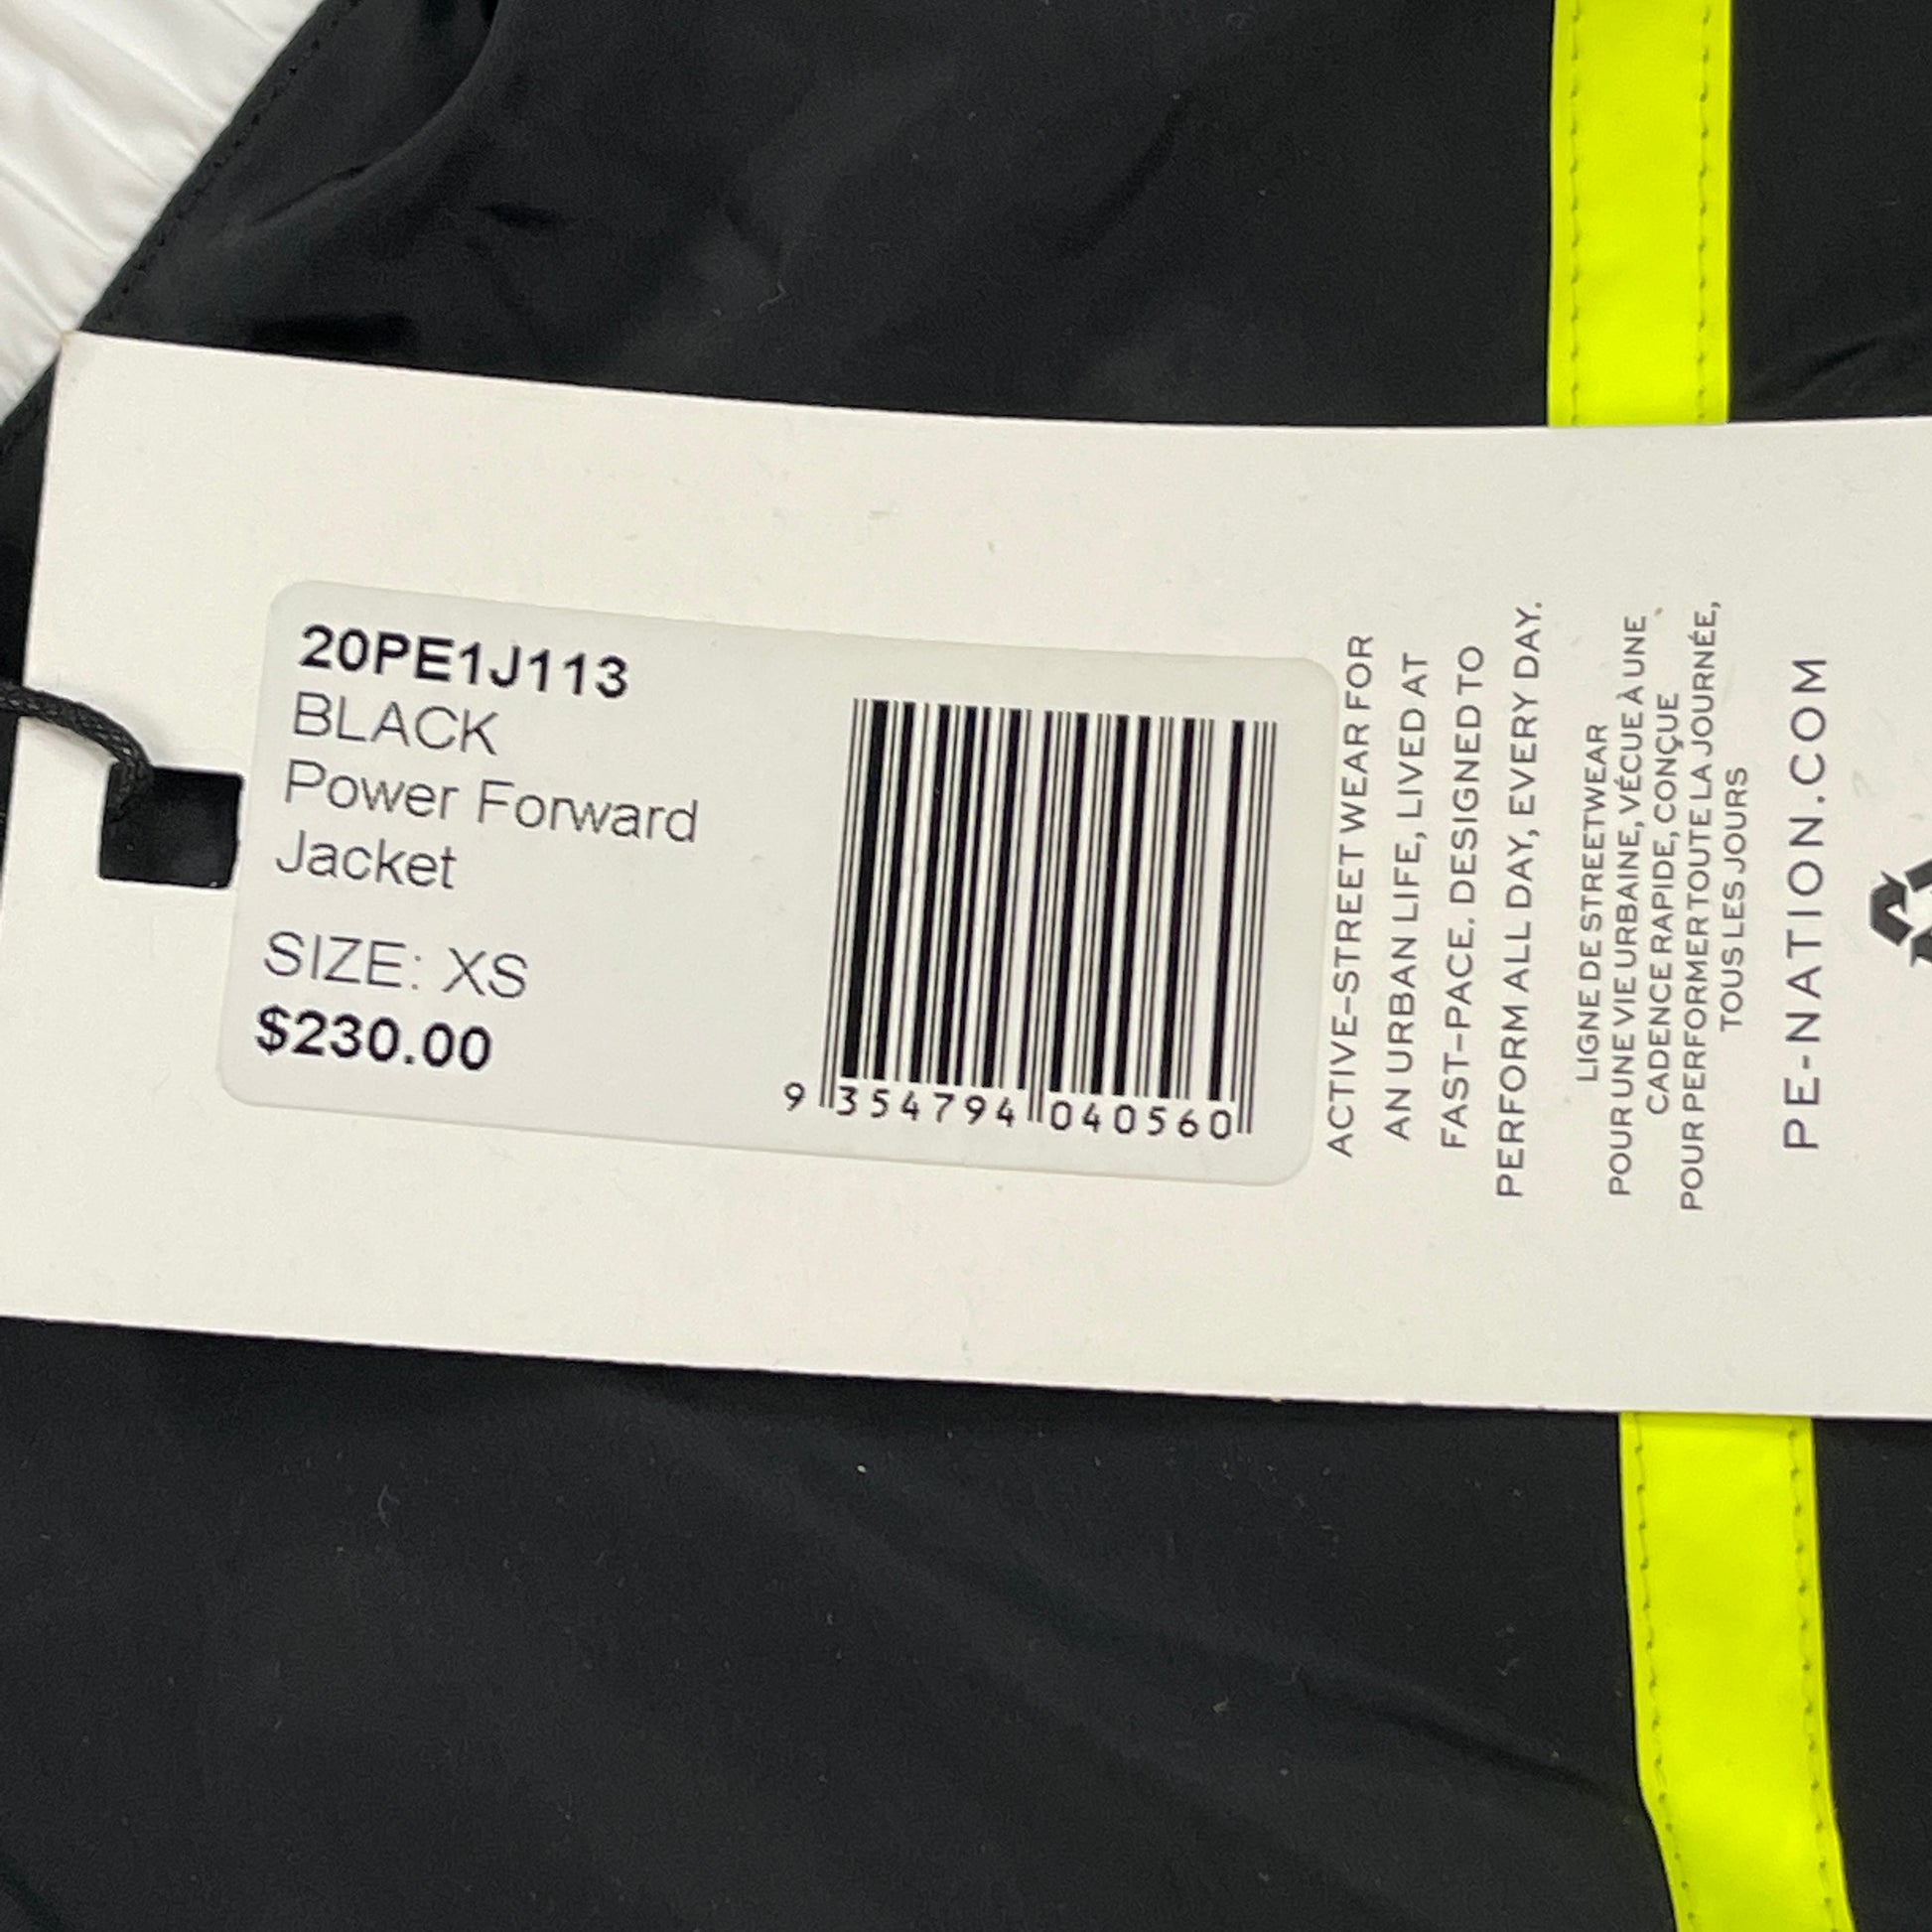 20PE1J113
BLACK
Power Forward
Jacket
SIZE: XS
$230.00
9 354794 040560
ACTIVE–STREET WEAR FOR
AN URBAN LIFE, LIVED AT
FAST–PACE. DESIGNED TO
PERFORM ALL DAY, EVERY DAY.
LIGNE DE STREETWEAR
POUR UNE VIE URBAINE, VÉCUE À UNE
CADENCE RAPIDE, CONÇUE
POUR PERFORMER TOUTE LA JOURNÉE,
TOUS LES JOURS
PE-NATION.COM